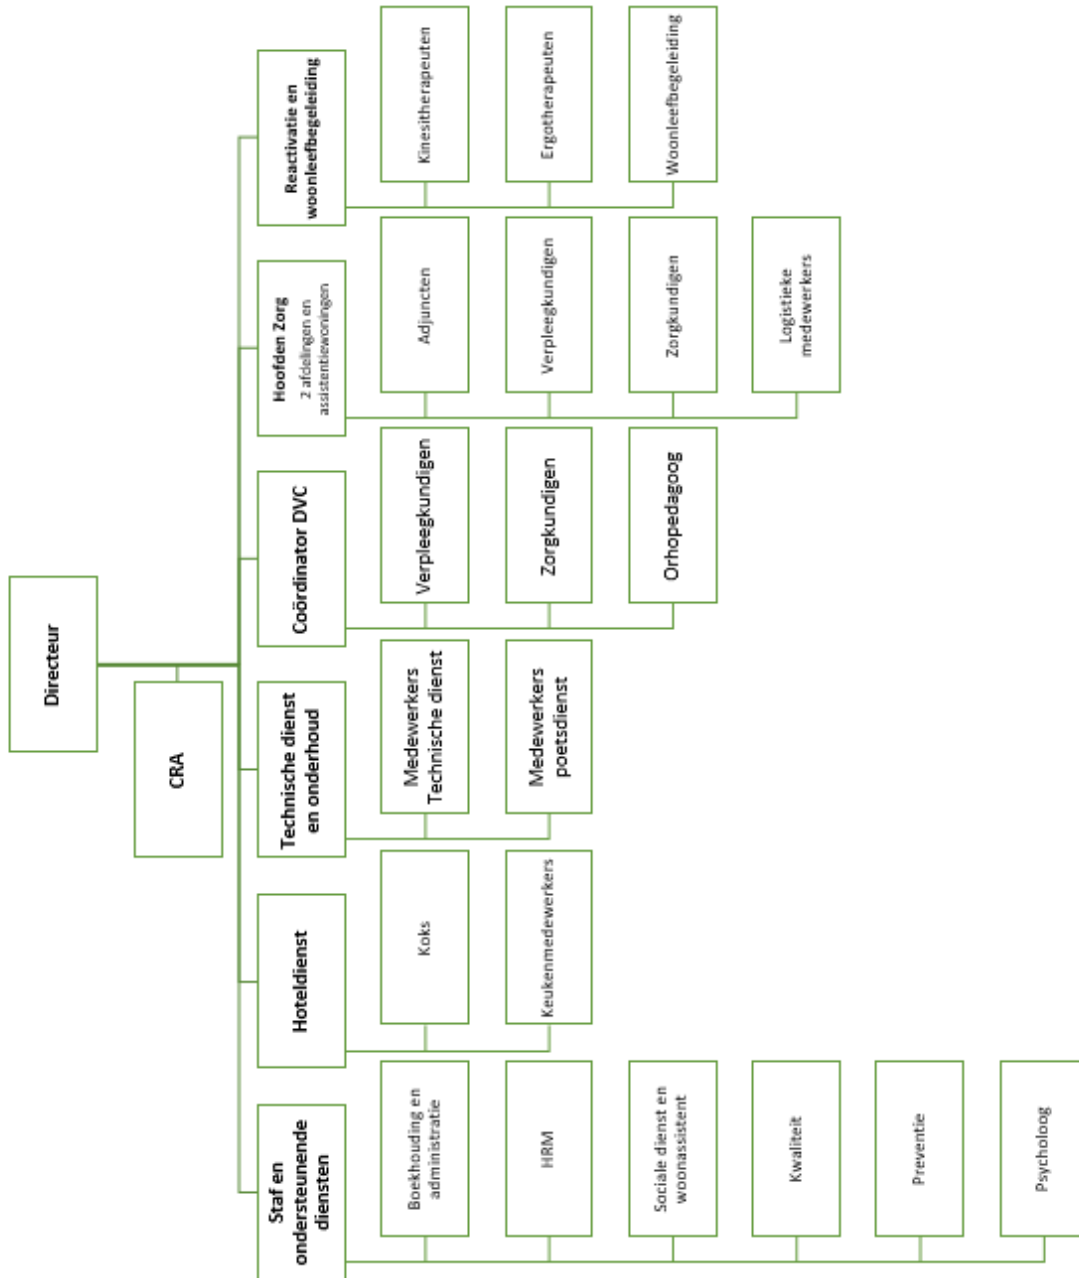 Directeur
CRA
Staf en
ondersteunende
diensten
Boekhouding en
administratie
HRM
Sociale dienst en
woonassistent
Kwaliteit
Preventie
Psycholoog
Hoteldienst
Koks
Keukenmedewerkers
Technische dienst
en onderhoud
Medewerkers
Technische dienst
Medewerkers
poetsdienst
Coördinator DVC
Verpleegkundigen
Zorgkundigen
Orhopedagoog
Hoofden Zorg
2 afdelingen en
assistentiewoningen
Adjuncten
Verpleegkundigen
Zorgkundigen
Logistieke
medewerkers
Reactivatie en
woonleefbegeleiding
Kinesitherapeuten
Ergotherapeuten
Woonleefbegeleiding